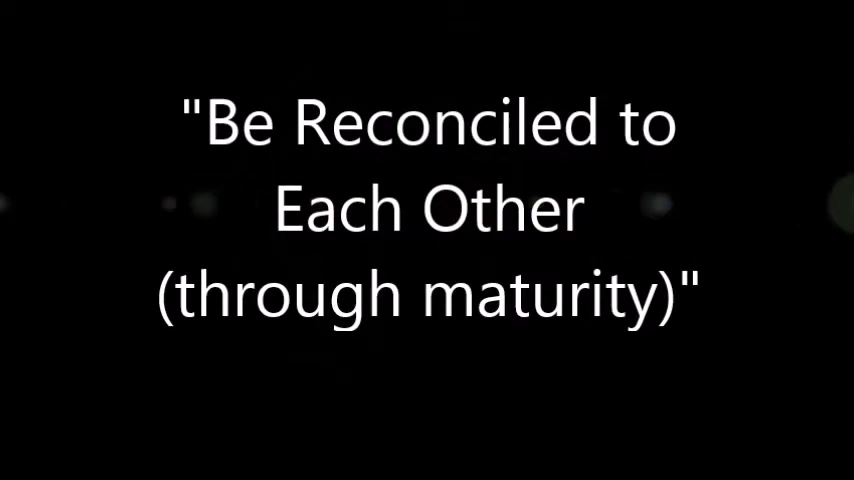 "Be Reconciled to
Each Other
(through maturity)"